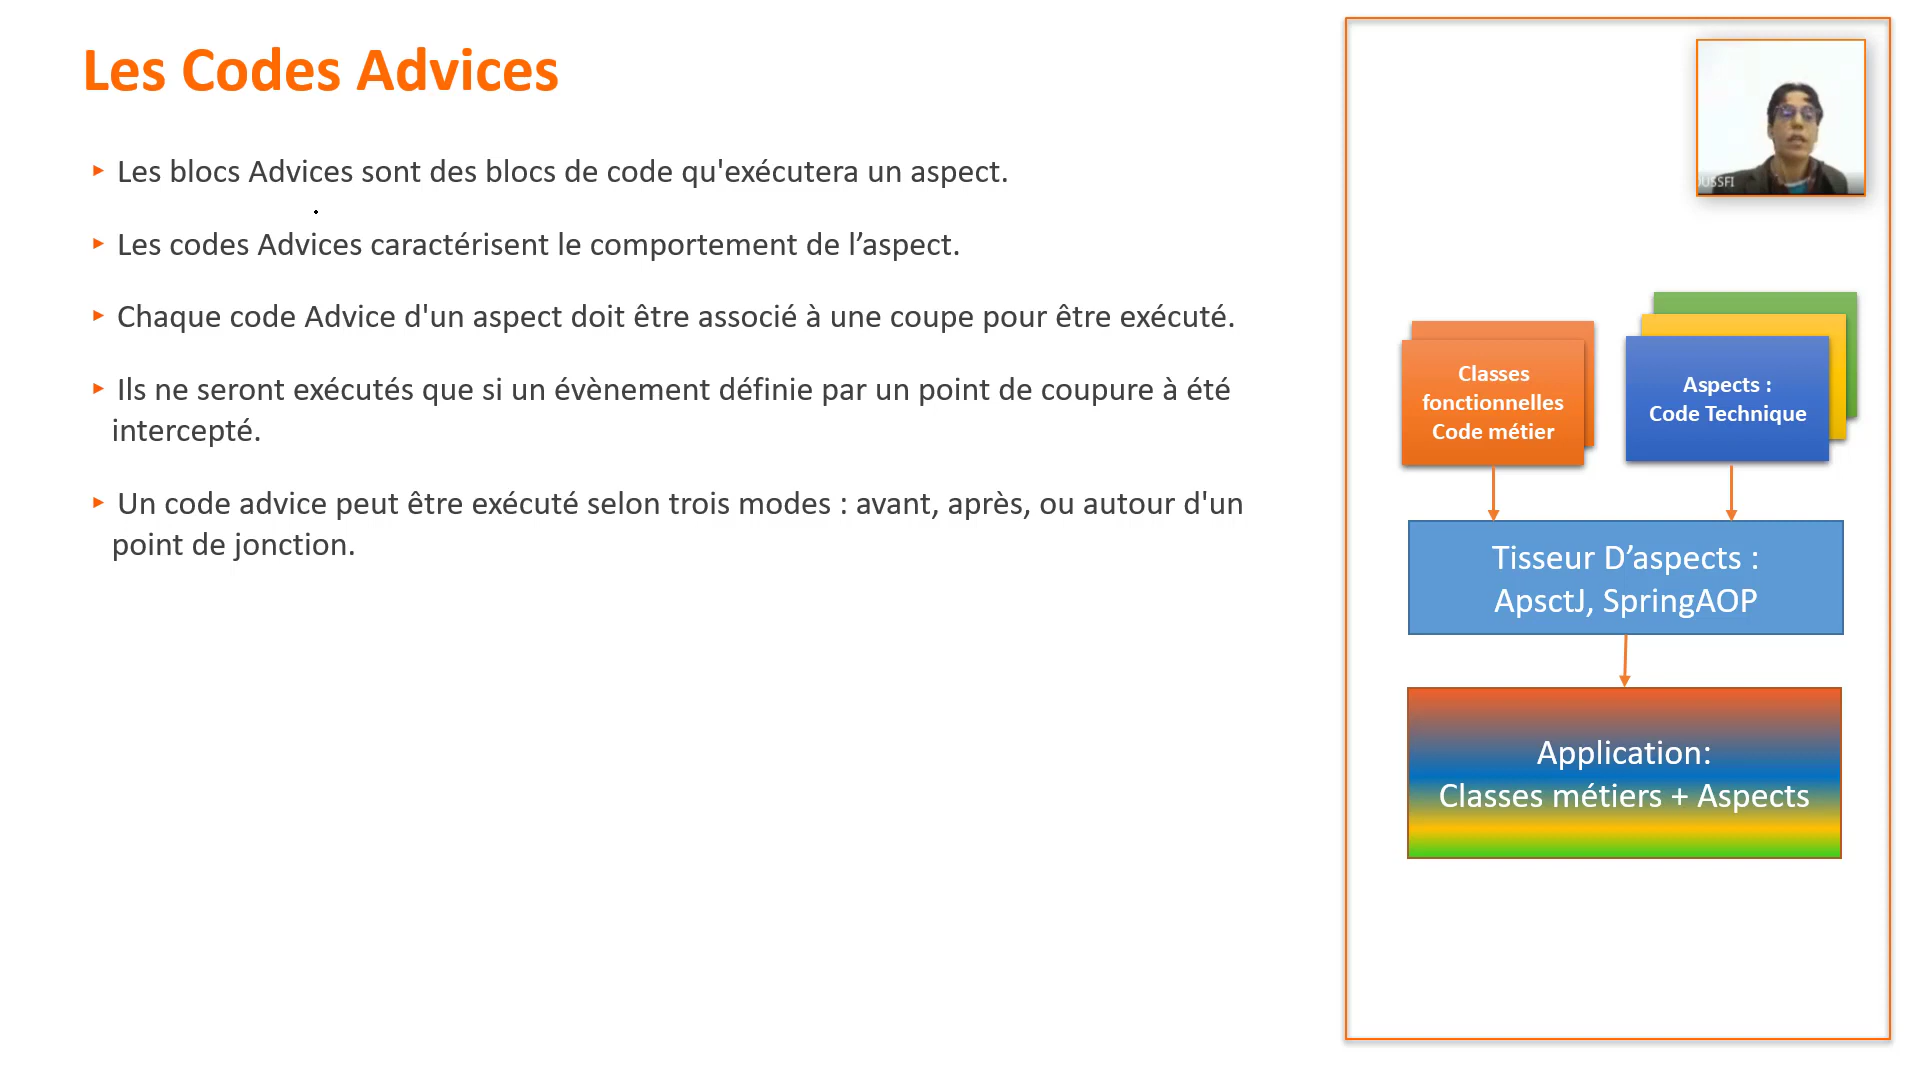 Les Codes Advices
Les blocs Advices sont des blocs de code qu'exécutera un aspect.
Les codes Advices caractérisent le comportement de l’aspect.
Chaque code Advice d'un aspect doit être associé à une coupe pour être exécuté.
Ils ne seront exécutés que si un évènement définie par un point de coupure à été
intercepté.
Un code advice peut être exécuté selon trois modes : avant, après, ou autour d'un
point de jonction.
OUSSFI
Classes
fonctionnelles
Code métier
Aspects :
Code Technique
Tisseur D’aspects :
ApsctJ, SpringAOP
Application:
Classes métiers + Aspects